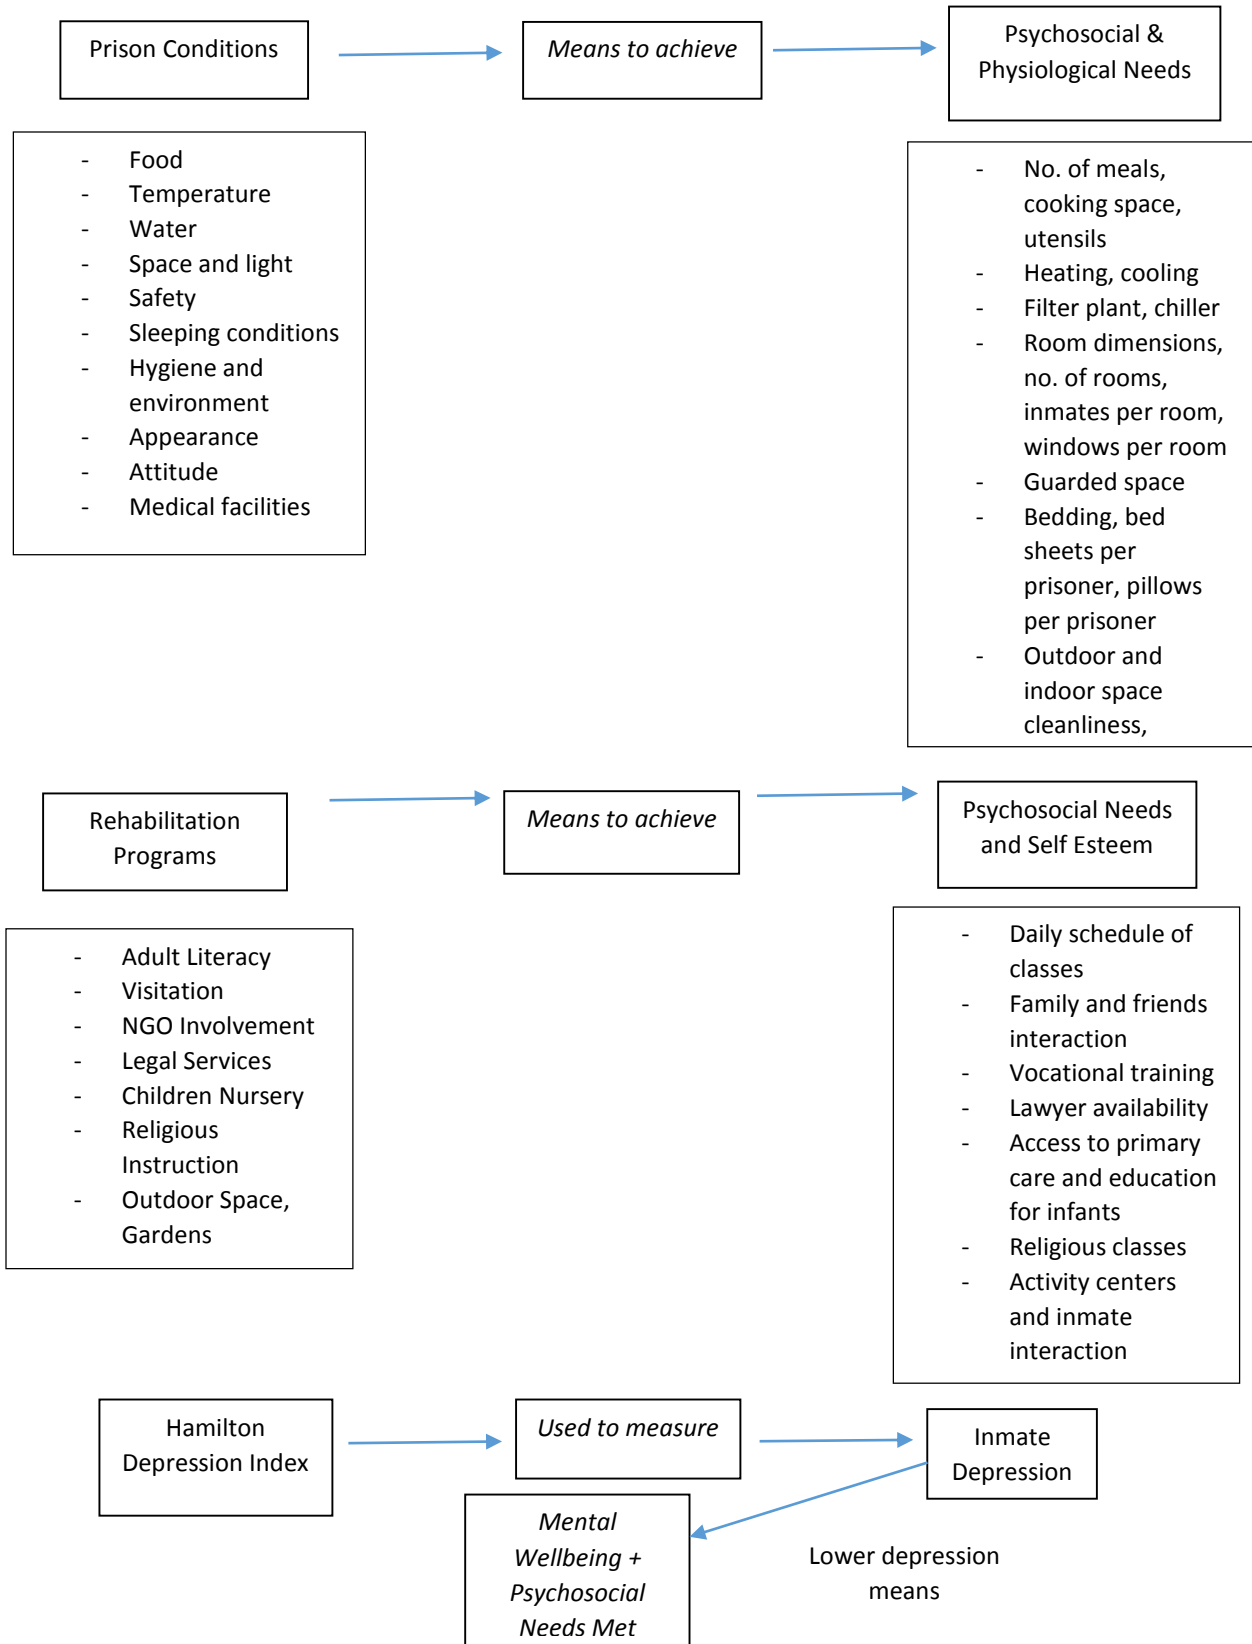 Prison Conditions
Means to achieve
Psychosocial &
Physiological Needs
- Food
- Temperature
- Water
- Space and light
- Safety
- Sleeping conditions
- Hygiene and
environment
- Appearance
- Attitude
- Medical facilities
- No. of meals,
cooking space,
utensils
- Heating, cooling
- Filter plant, chiller
- Room dimensions,
no. of rooms,
inmates per room,
windows per room
- Guarded space
- Bedding, bed
sheets per
prisoner, pillows
per prisoner
- Outdoor and
indoor space
cleanliness,
Rehabilitation
Programs
Means to achieve
Psychosocial Needs
and Self Esteem
- Adult Literacy
- Visitation
- NGO Involvement
- Legal Services
- Children Nursery
- Religious
Instruction
- Outdoor Space,
Gardens
- Daily schedule of
classes
- Family and friends
interaction
- Vocational training
- Lawyer availability
- Access to primary
care and education
for infants
- Religious classes
- Activity centers
and inmate
interaction
Hamilton
Depression Index
Used to measure
Inmate
Depression
Lower depression
means
Mental
Wellbeing +
Psychosocial
Needs Met